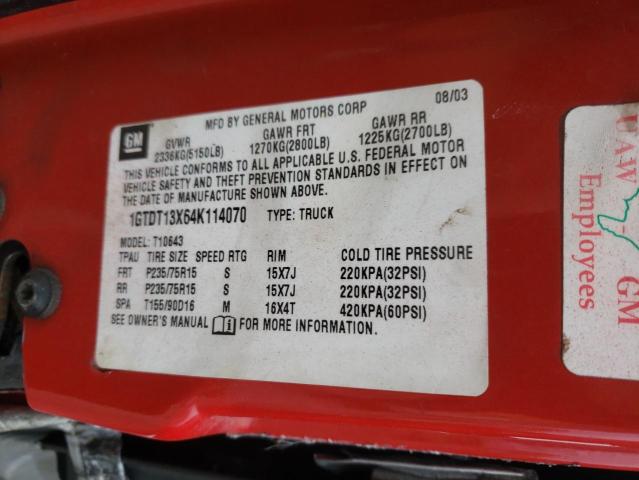 MFD BY GENERAL MOTORS CORP 08/03
GM
GVWR GAWR FRT GAWR RR
2336KG(5150LB) 1270KG(2800LB) 1225KG(2700LB)
THIS VEHICLE CONFORMS TO ALL APPLICABLE U.S. FEDERAL MOTOR
VEHICLE SAFETY AND THEFT PREVENTION STANDARDS IN EFFECT ON
THE DATE OF MANUFACTURE SHOWN ABOVE.
1GTDT13X64K114070 TYPE: TRUCK
MODEL: T10643
TPAU TIRE SIZE SPEED RTG RIM COLD TIRE PRESSURE
FRT P235/75R15 S 15X7J 220KPA(32PSI)
RR P235/75R15 S 15X7J 220KPA(32PSI)
SPA T155/90D16 M 16X4T 420KPA(60PSI)
SEE OWNER'S MANUAL FOR MORE INFORMATION.
UAW
GM
Employees